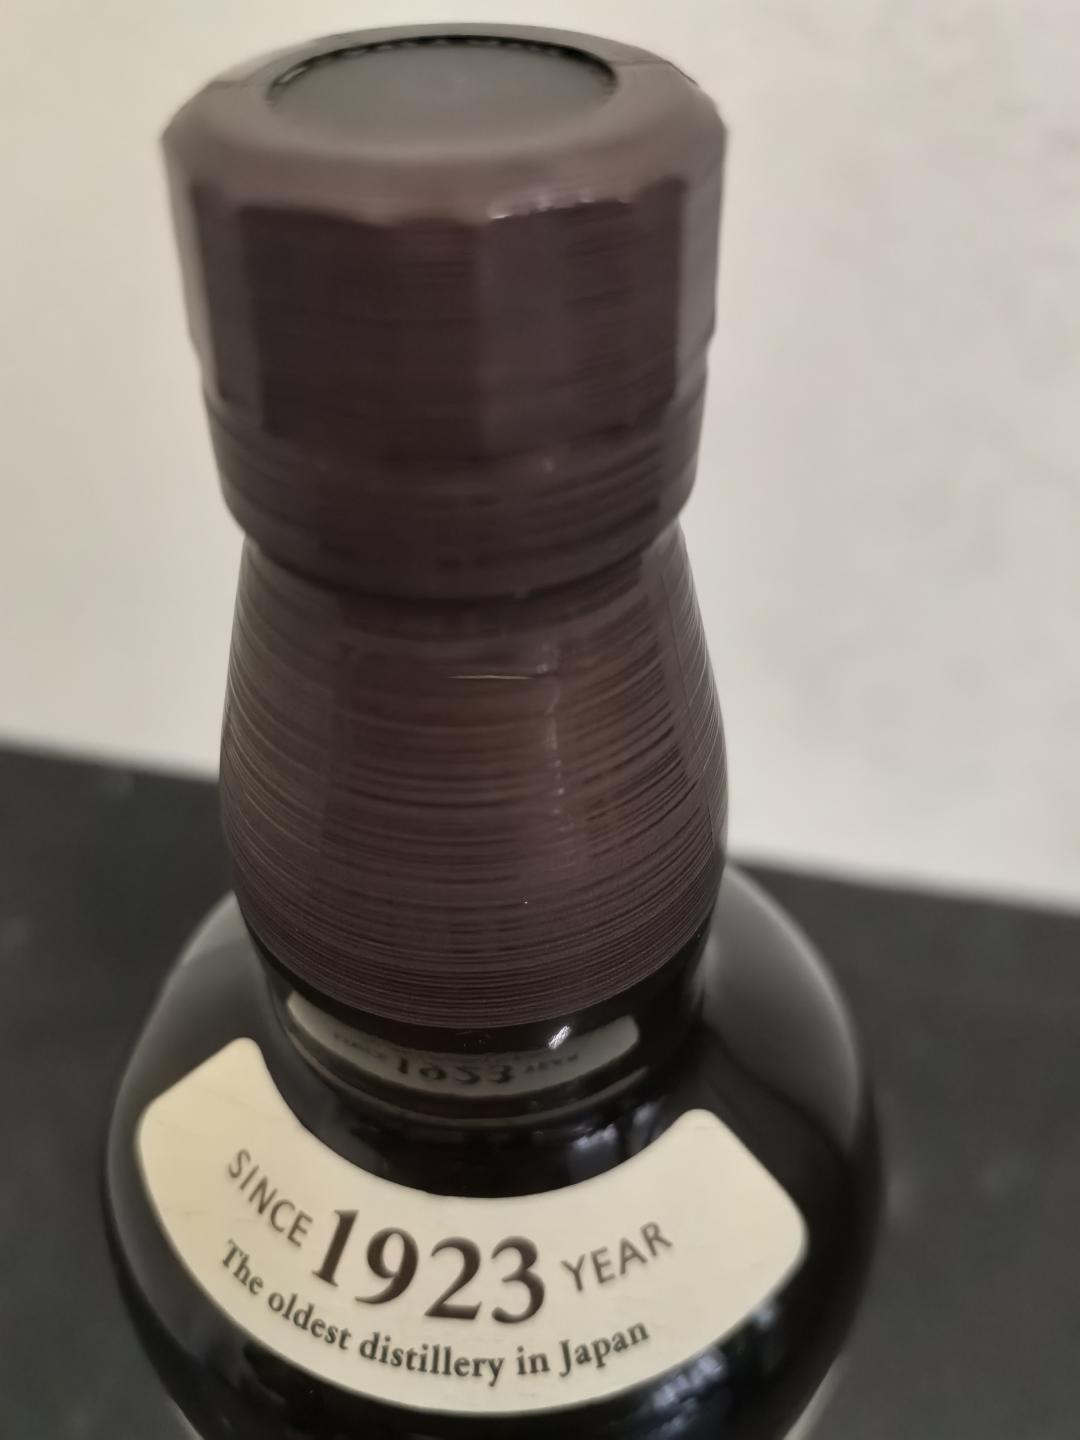 SINCE 1923 YEAR
The oldest distillery in Japan